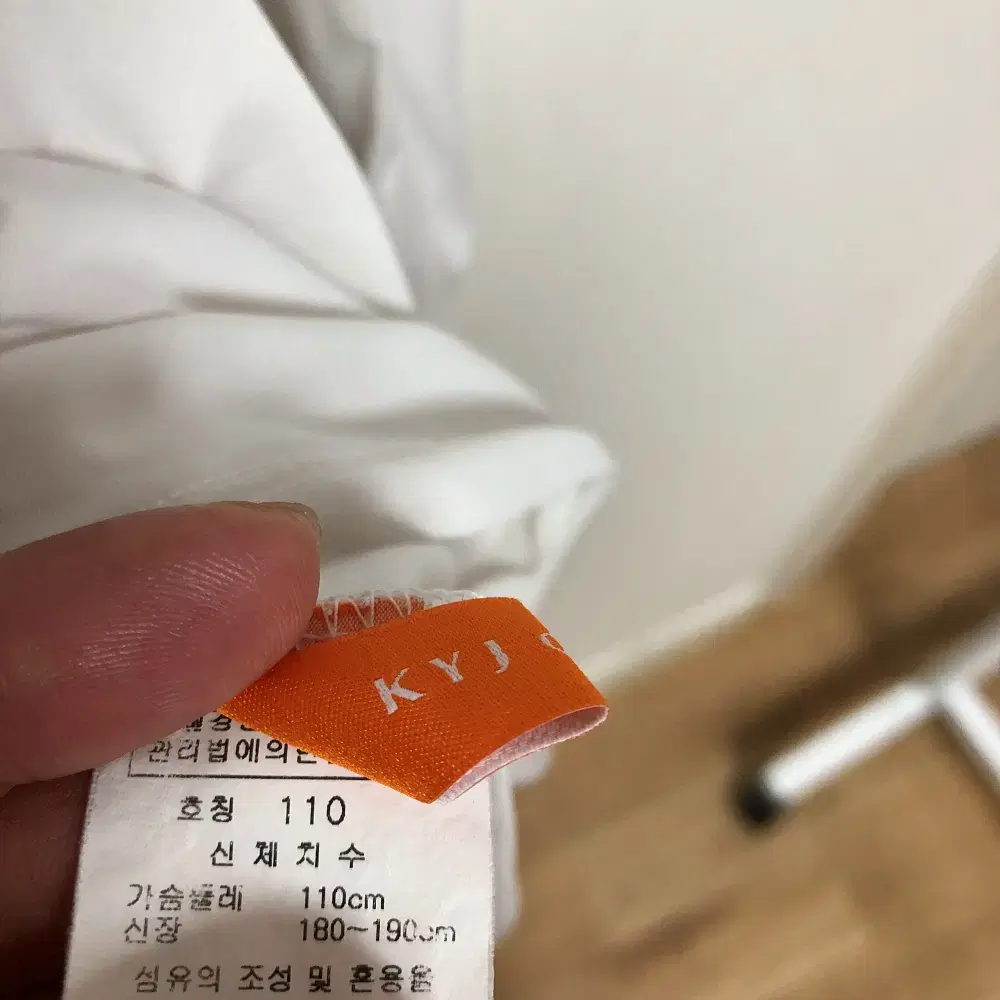 KYJ
관리법에의한
호칭 110
신체치수
가슴둘레 110cm
신장 180~190cm
섬유의 조성 및 혼용율